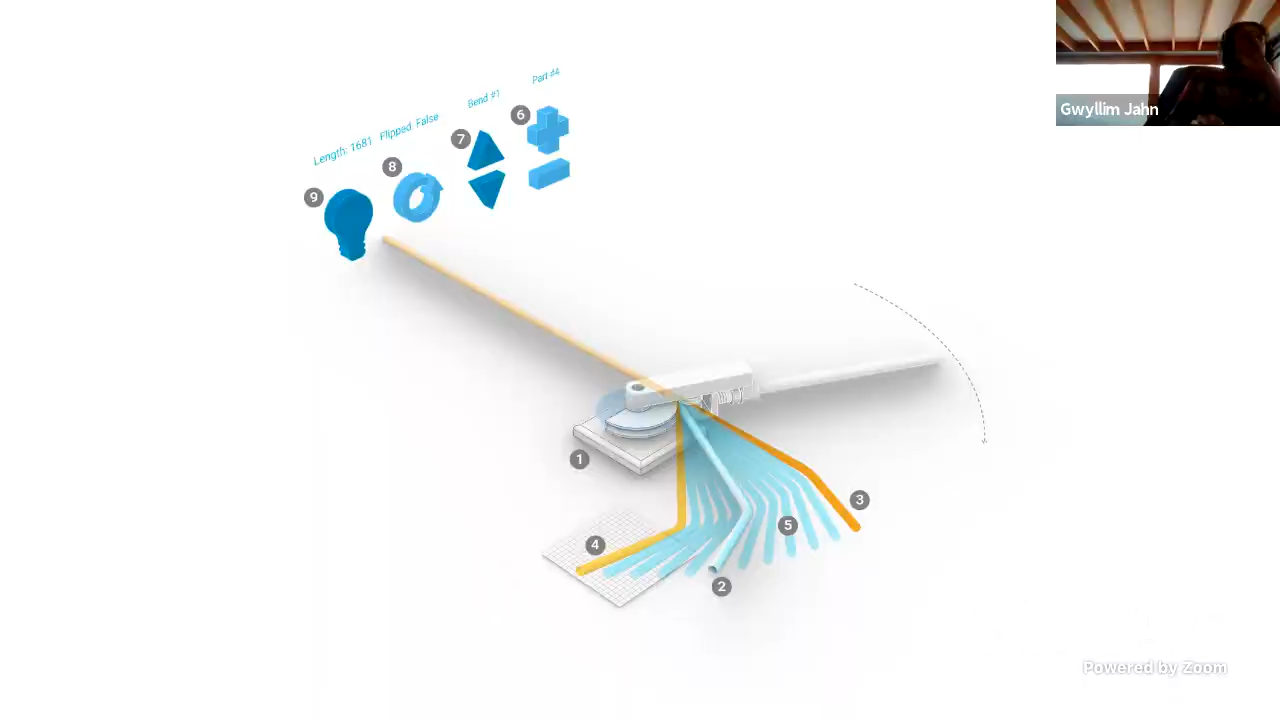 Part #4
Bend #1
Flipped: False
Length: 1681
6
7
8
9
1
3
5
4
2
Gwyllim Jahn
Powered by Zoom